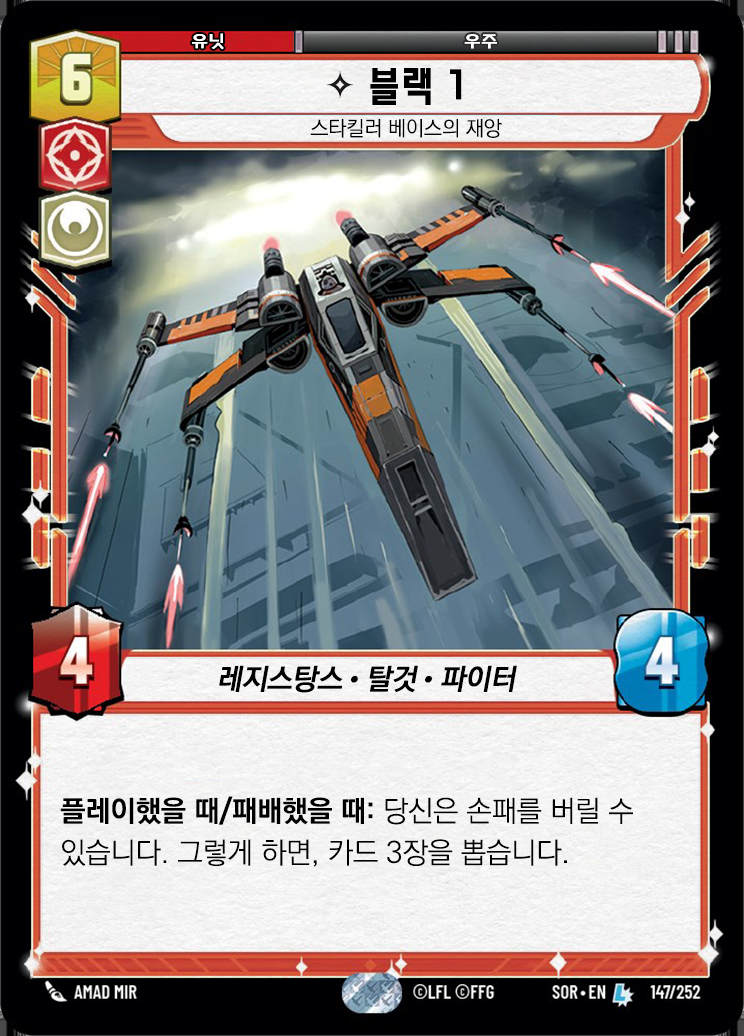 유닛
우주
6
블랙 1
스타킬러 베이스의 재앙
4
레지스탕스 • 탈것 • 파이터
4
플레이했을 때/패배했을 때: 당신은 손패를 버릴 수
있습니다. 그렇게 하면, 카드 3장을 뽑습니다.
AMAD MIR
©LFL ©FFG
SOR • EN L 147/252